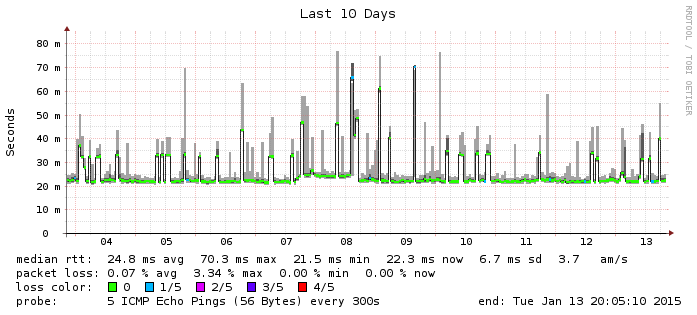 Last 10 Days
RRDTOOL / TOBI OETIKER
Seconds
80 m
70 m
60 m
50 m
40 m
30 m
20 m
10 m
0
04 05 06 07 08 09 10 11 12 13
median rtt: 24.8 ms avg 70.3 ms max 21.5 ms min 22.3 ms now 6.7 ms sd 3.7 am/s
packet loss: 0.07 % avg 3.34 % max 0.00 % min 0.00 % now
loss color: 0 1/5 2/5 3/5 4/5
probe: 5 ICMP Echo Pings (56 Bytes) every 300s end: Tue Jan 13 20:05:10 2015